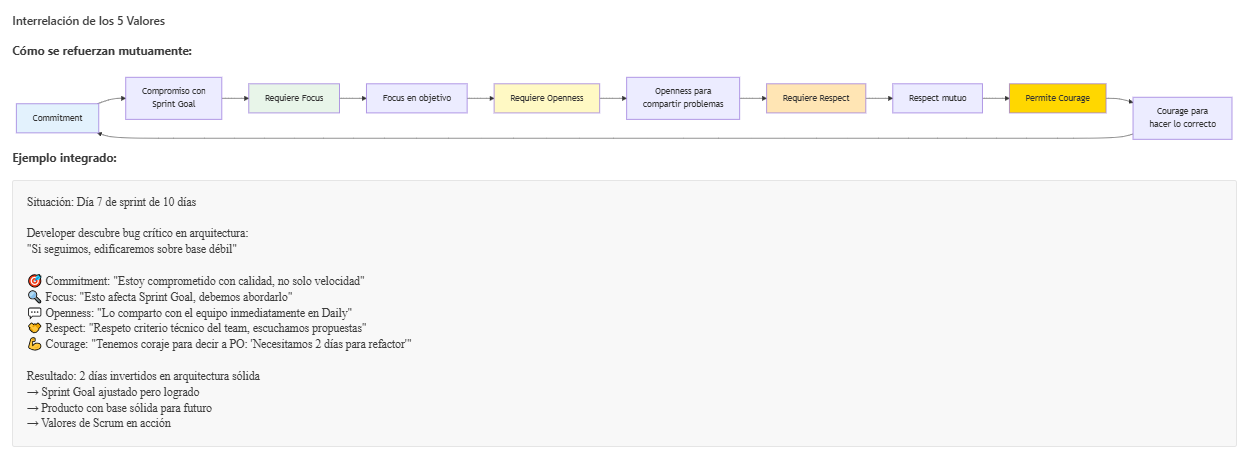 Interrelación de los 5 Valores
Cómo se refuerzan mutuamente:
Commitment
Compromiso con
Sprint Goal
Requiere Focus
Focus en objetivo
Requiere Openness
Openness para
compartir problemas
Requiere Respect
Respect mutuo
Permite Courage
Courage para
hacer lo correcto
Ejemplo integrado:
Situación: Día 7 de sprint de 10 días
Developer descubre bug crítico en arquitectura:
"Si seguimos, edificaremos sobre base débil"
🎯 Commitment: "Estoy comprometido con calidad, no solo velocidad"
🔍 Focus: "Esto afecta Sprint Goal, debemos abordarlo"
💬 Openness: "Lo comparto con el equipo inmediatamente en Daily"
🤝 Respect: "Respeto criterio técnico del team, escuchamos propuestas"
💪 Courage: "Tenemos coraje para decir a PO: 'Necesitamos 2 días para refactor'"
Resultado: 2 días invertidos en arquitectura sólida
→ Sprint Goal ajustado pero logrado
→ Producto con base sólida para futuro
→ Valores de Scrum en acción